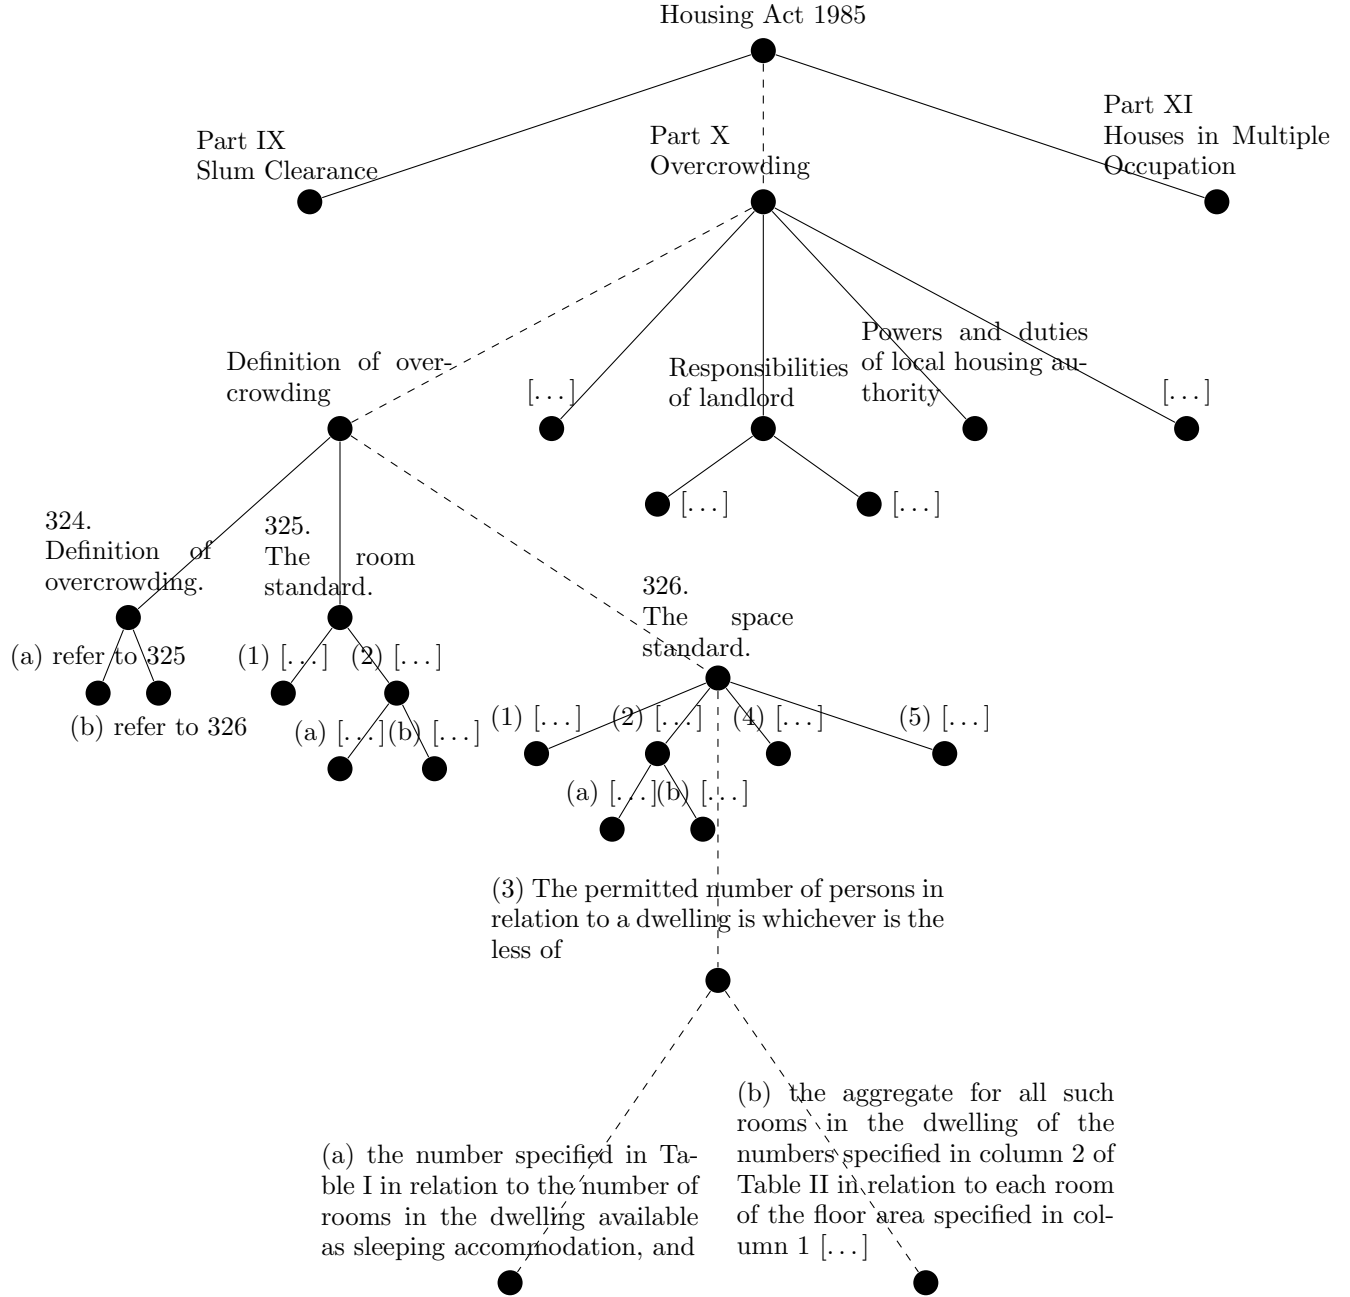 Housing Act 1985
Part IX
Slum Clearance
Part X
Overcrowding
Part XI
Houses in Multiple
Occupation
Definition of over-
crowding
[...]
Responsibilities
of landlord
Powers and duties
of local housing au-
thority
[...]
[...]
[...]
324.
Definition of
overcrowding.
325.
The room
standard.
326.
The space
standard.
(a) refer to 325
(b) refer to 326
(1) [...]
(2) [...]
(a) [...]
(b) [...]
(1) [...]
(2) [...]
(4) [...]
(5) [...]
(a) [...]
(b) [...]
(3) The permitted number of persons in
relation to a dwelling is whichever is the
less of
(a) the number specified in Ta-
ble I in relation to the number of
rooms in the dwelling available
as sleeping accommodation, and
(b) the aggregate for all such
rooms in the dwelling of the
numbers specified in column 2 of
Table II in relation to each room
of the floor area specified in col-
umn 1 [...]